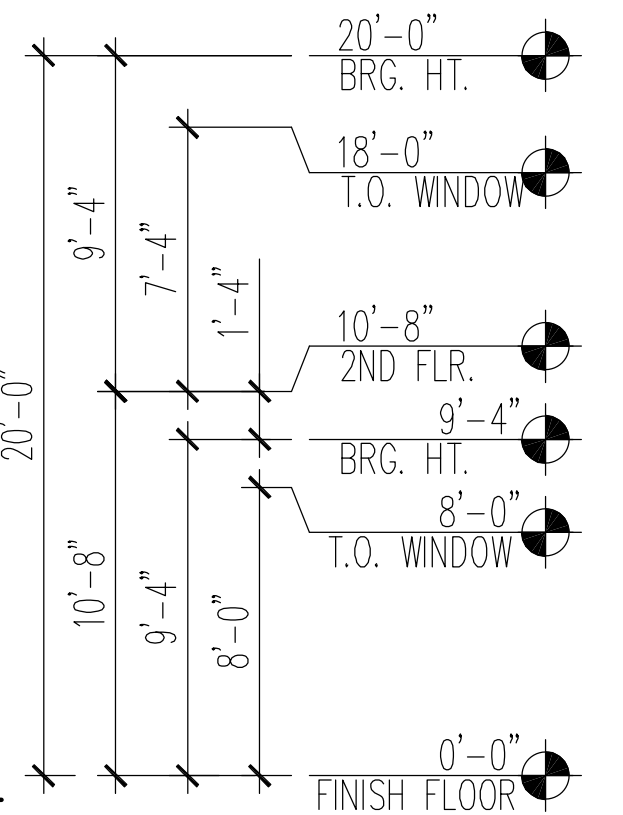 20'-0"
BRG. HT.
18'-0"
T.O. WINDOW
9'-4"
7'-4"
1'-4"
10'-8"
2ND FLR.
20'-0"
9'-4"
BRG. HT.
8'-0"
T.O. WINDOW
10'-8"
9'-4"
8'-0"
0'-0"
FINISH FLOOR